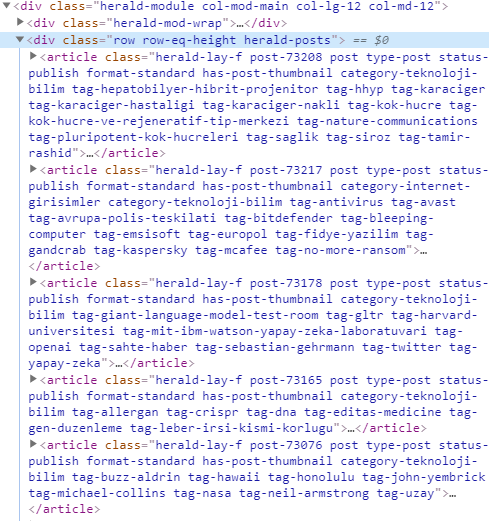 ▼<div class="herald-module col-mod-main col-lg-12 col-md-12">
▶<div class="herald-mod-wrap">…</div>
▼<div class="row row-eq-height herald-posts"> == $0
▶<article class="herald-lay-f post-73208 post type-post status-
publish format-standard has-post-thumbnail category-teknoloji-
bilim tag-hepatobilyer-hibrit-projenitor tag-hhyp tag-karaciger
tag-karaciger-hastaligi tag-karaciger-nakli tag-kok-hucre tag-
kok-hucre-ve-rejeneratif-tip-merkezi tag-nature-communications
tag-pluripotent-kok-hucreleri tag-saglik tag-siroz tag-tamir-
rashid">…</article>
▶<article class="herald-lay-f post-73217 post type-post status-
publish format-standard has-post-thumbnail category-internet-
girisimler category-teknoloji-bilim tag-antivirus tag-avast
tag-avrupa-polis-teskilati tag-bitdefender tag-bleeping-
computer tag-emsisoft tag-europol tag-fidye-yazilim tag-
gandcrab tag-kaspersky tag-mcafee tag-no-more-ransom">…
</article>
▶<article class="herald-lay-f post-73178 post type-post status-
publish format-standard has-post-thumbnail category-teknoloji-
bilim tag-giant-language-model-test-room tag-gltr tag-harvard-
universitesi tag-mit-ibm-watson-yapay-zeka-laboratuvari tag-
openai tag-sahte-haber tag-sebastian-gehrmann tag-twitter tag-
yapay-zeka">…</article>
▶<article class="herald-lay-f post-73165 post type-post status-
publish format-standard has-post-thumbnail category-teknoloji-
bilim tag-allergan tag-crispr tag-dna tag-editas-medicine tag-
gen-duzenleme tag-leber-irsi-kismi-korlugu">…</article>
▶<article class="herald-lay-f post-73076 post type-post status-
publish format-standard has-post-thumbnail category-teknoloji-
bilim tag-buzz-aldrin tag-hawaii tag-honolulu tag-john-yembrick
tag-michael-collins tag-nasa tag-neil-armstrong tag-uzay">…
</article>